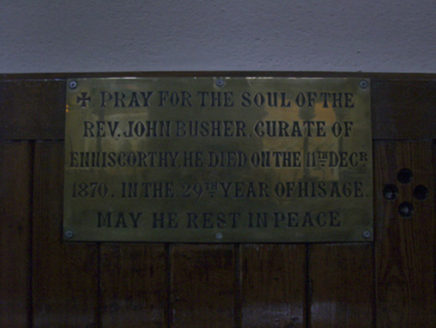 ✠ PRAY FOR THE SOUL OF THE
REV. JOHN BUSHER, CURATE OF
ENNISCORTHY, HE DIED ON THE 11TH DECR
1870. IN THE 29TH YEAR OF HIS AGE.
MAY HE REST IN PEACE